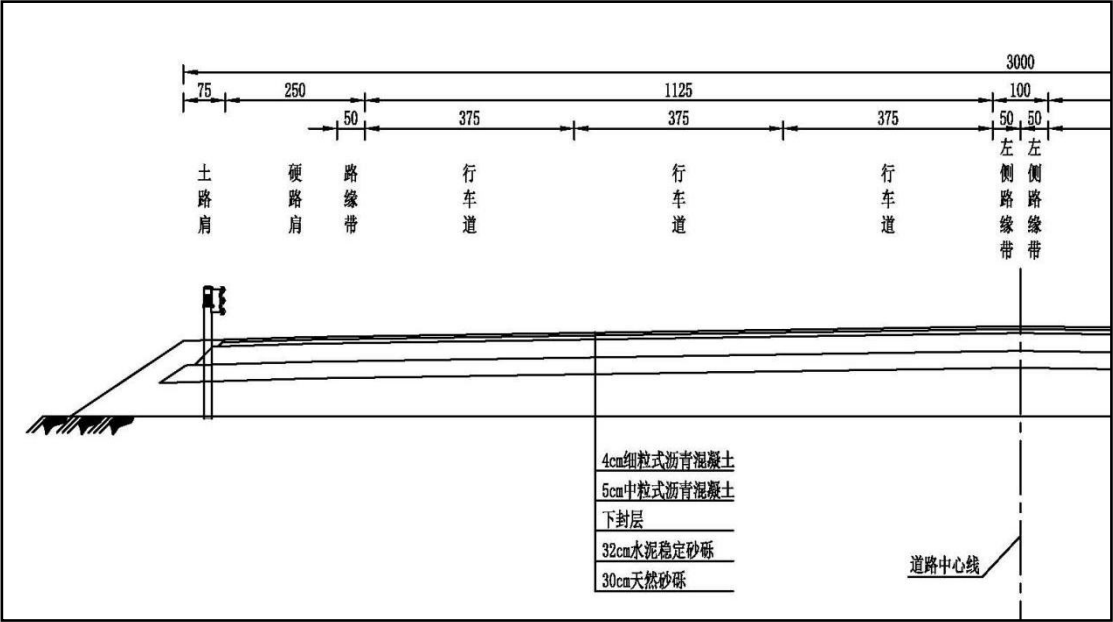 3000
75
250
1125
100
50
375
375
375
50
50
土路肩
硬路肩
路缘带
行车道
行车道
行车道
左侧路缘带
左侧路缘带
4cm细粒式沥青混凝土
5cm中粒式沥青混凝土
下封层
32cm水泥稳定砂砾
30cm天然砂砾
道路中心线